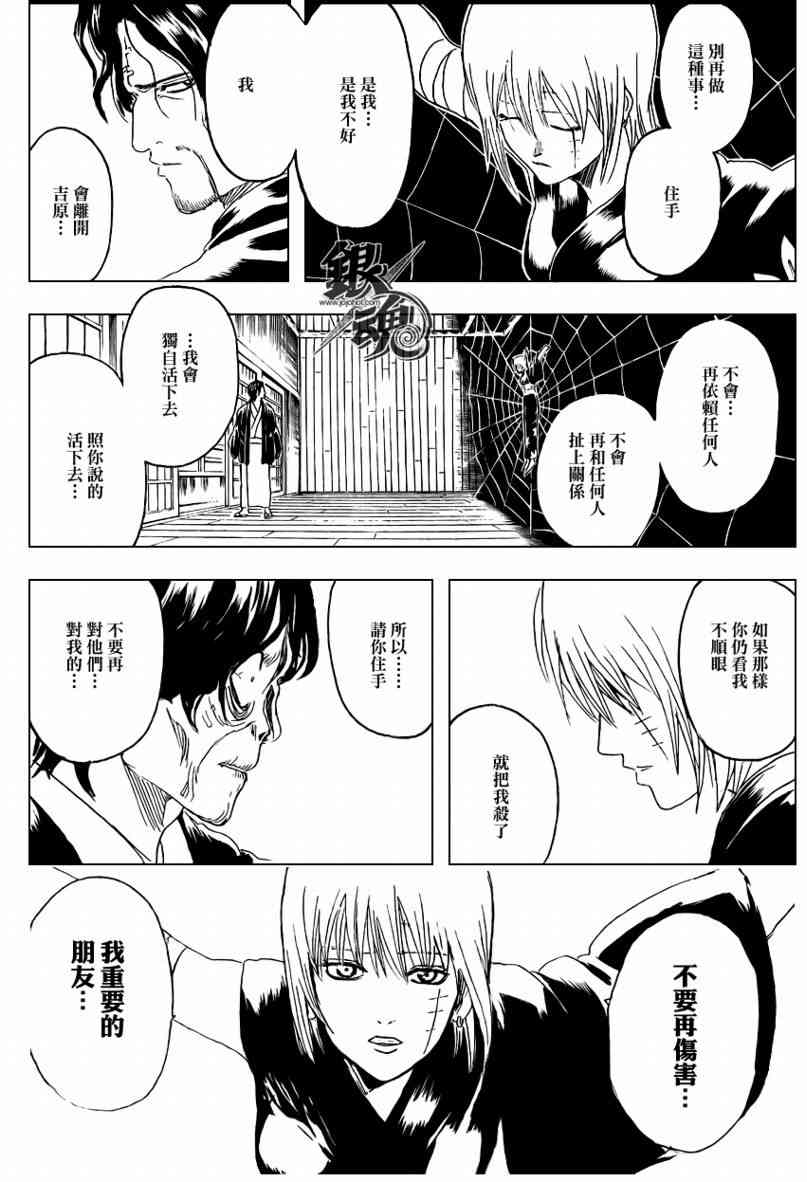 別再做
這種事…
住手
是我…
是我不好
我
會離開
吉原…
銀魂
www.jojohot.com
不會…
再依賴任何人
不會
再和任何人
扯上關係
…我會
獨自活下去
照你說的
活下去…
如果那樣
你仍看我
不順眼
就把我殺了
所以……
請你住手
不要再
對他們…
對我的…
不要再傷害…
我重要的
朋友…